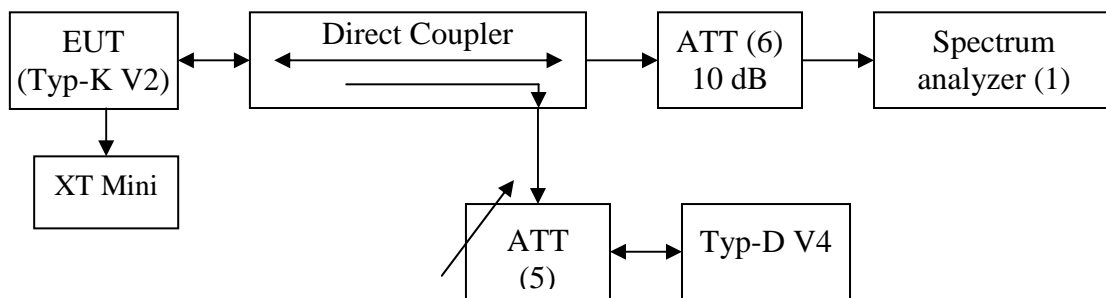 EUT
(Typ-K V2)
Direct Coupler
ATT (6)
10 dB
Spectrum
analyzer (1)
XT Mini
ATT
(5)
Typ-D V4